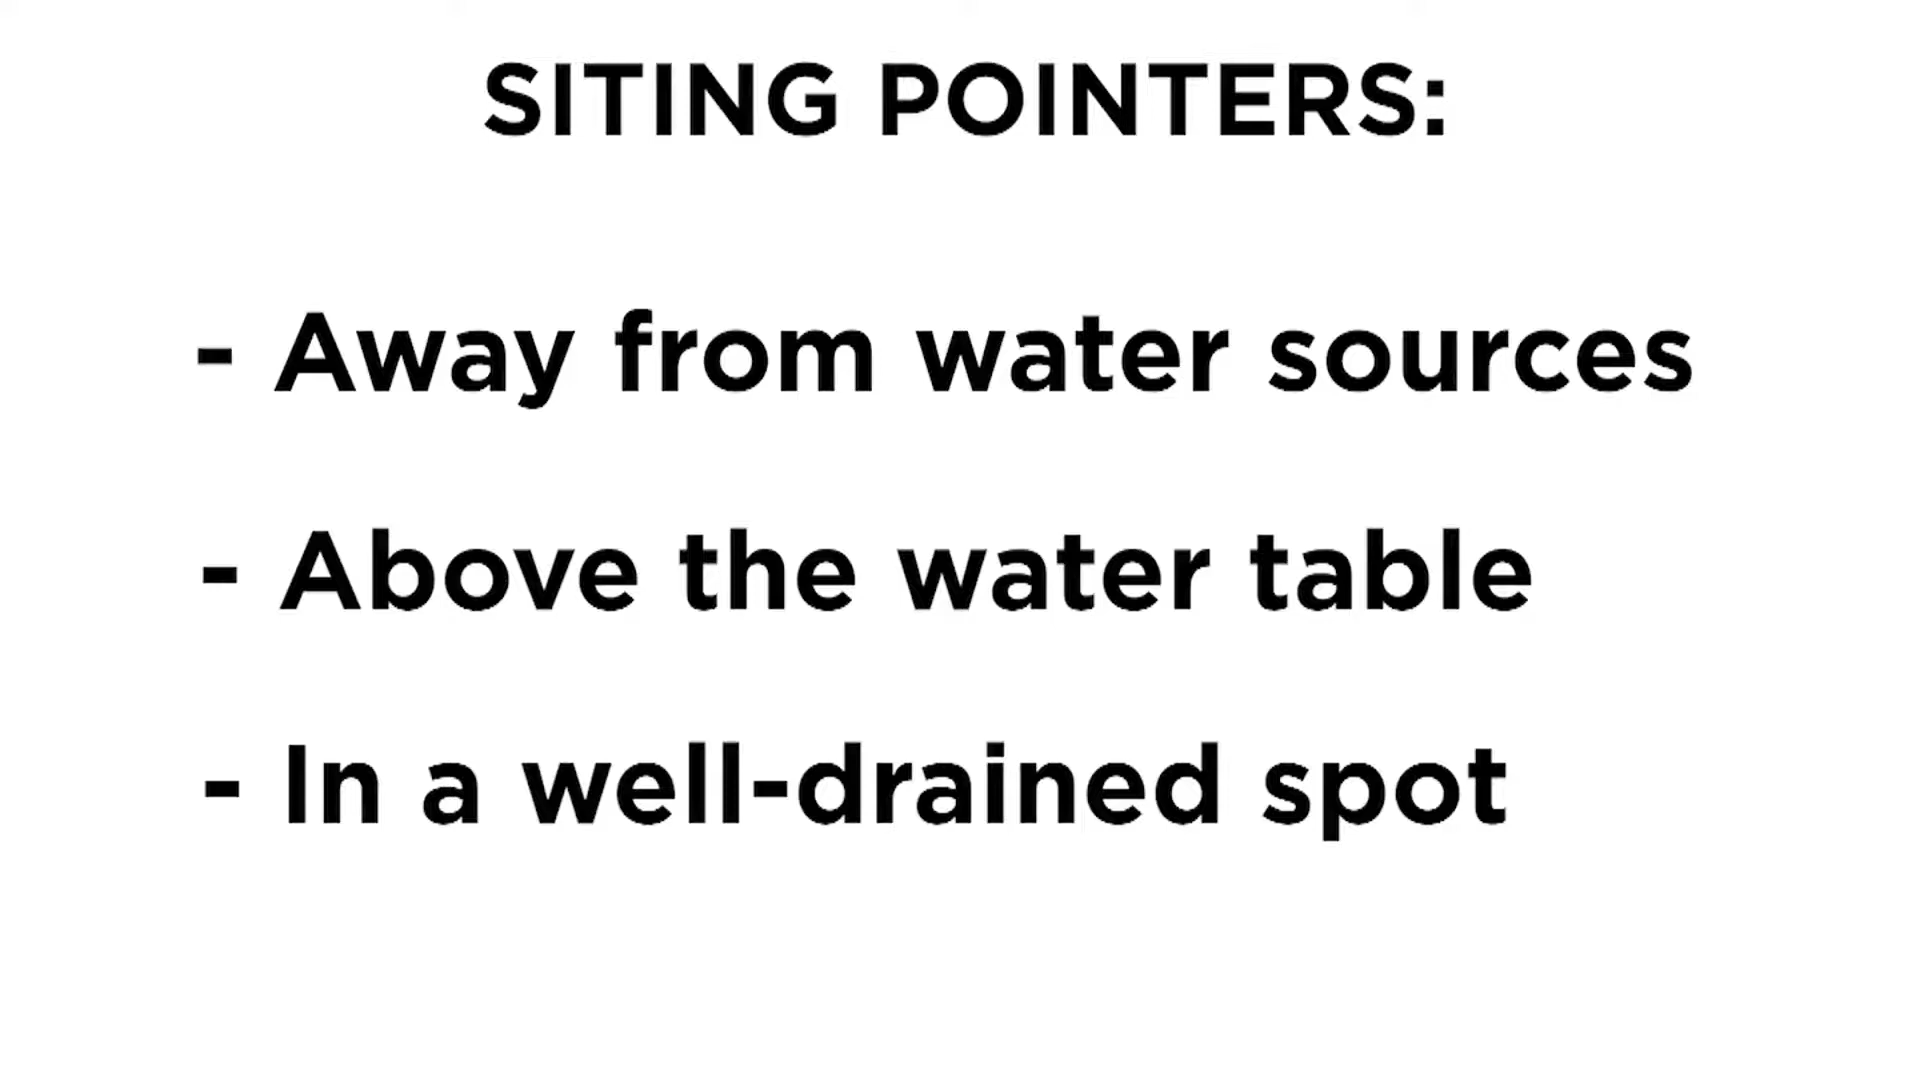 SITING POINTERS:
- Away from water sources
- Above the water table
- In a well-drained spot